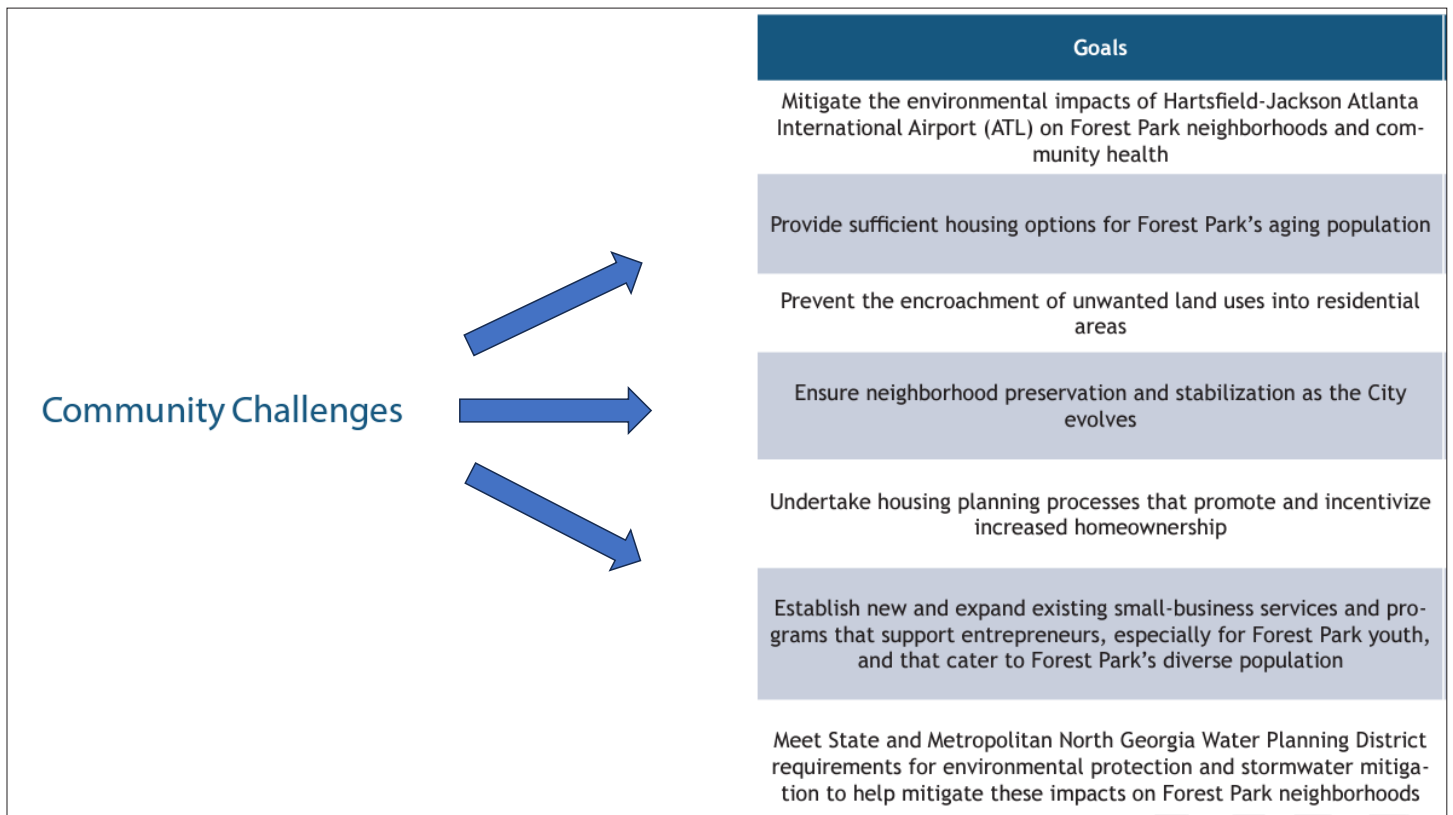 Community Challenges
Goals
Mitigate the environmental impacts of Hartsfield-Jackson Atlanta
International Airport (ATL) on Forest Park neighborhoods and com-
munity health
Provide sufficient housing options for Forest Park’s aging population
Prevent the encroachment of unwanted land uses into residential
areas
Ensure neighborhood preservation and stabilization as the City
evolves
Undertake housing planning processes that promote and incentivize
increased homeownership
Establish new and expand existing small-business services and pro-
grams that support entrepreneurs, especially for Forest Park youth,
and that cater to Forest Park’s diverse population
Meet State and Metropolitan North Georgia Water Planning District
requirements for environmental protection and stormwater mitiga-
tion to help mitigate these impacts on Forest Park neighborhoods